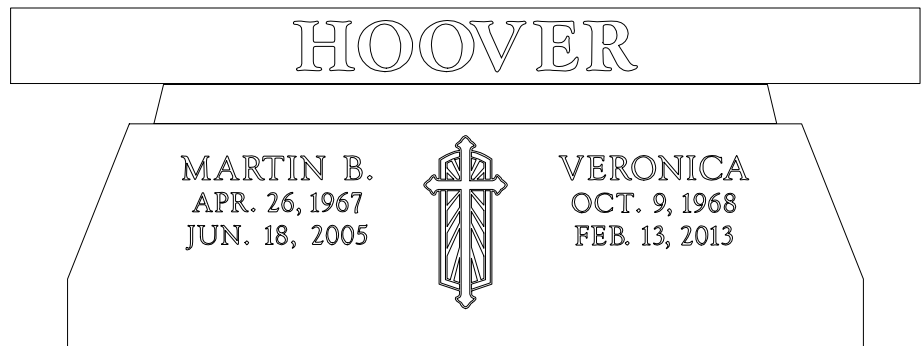 HOOVER
MARTIN B.
APR. 26, 1967
JUN. 18, 2005
VERONICA
OCT. 9, 1968
FEB. 13, 2013